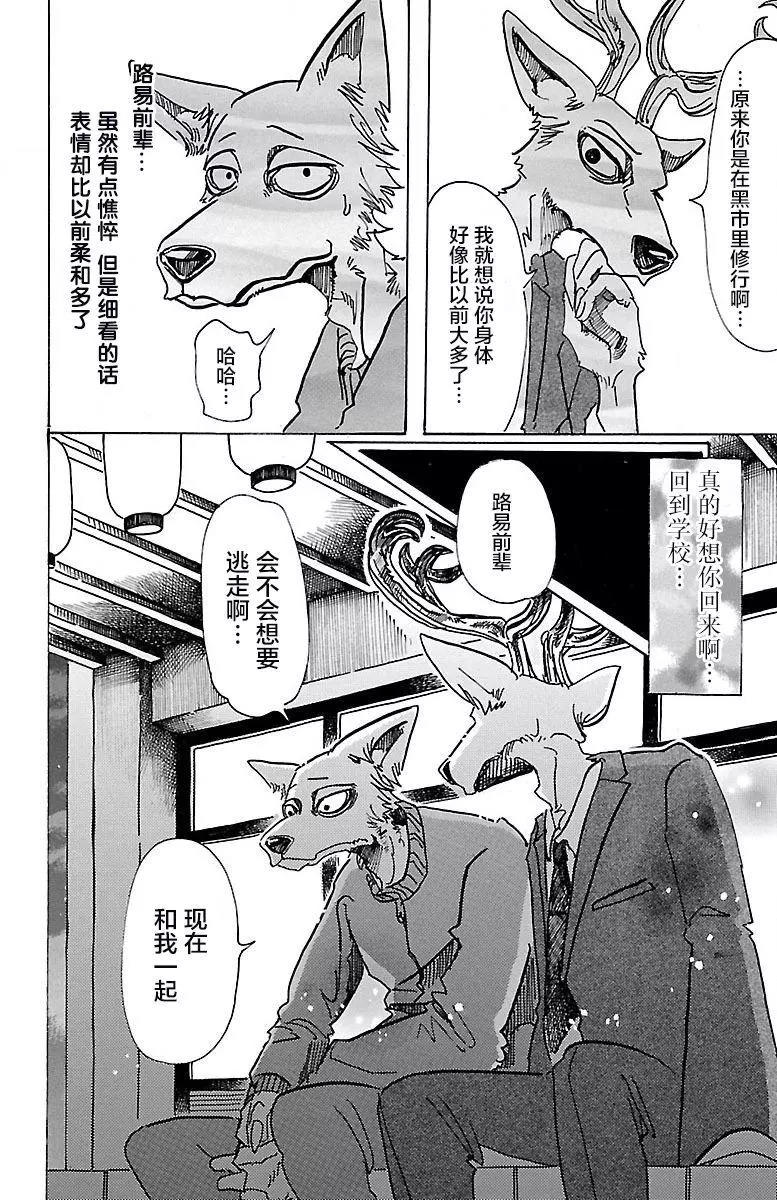 …原来你是在黑市里修行啊…
我就想说你身体
好像比以前大多了…
路易前辈…
虽然有点憔悴 但是细看的话
表情却比以前柔和多了
哈哈…
真的好想你回来啊…
回到学校…
路易前辈
会不会想要
逃走啊…
现在
和我一起